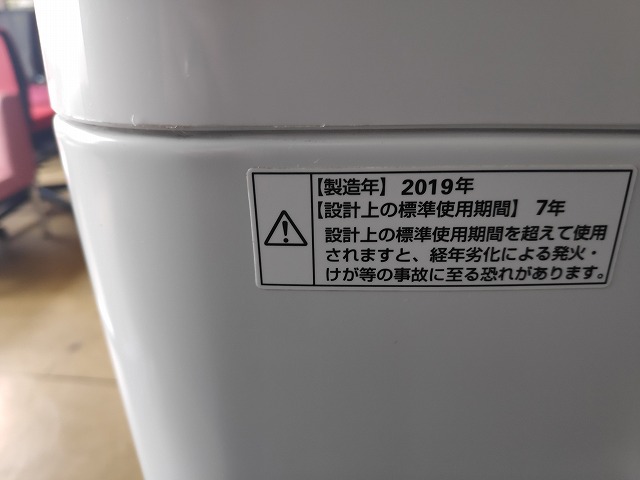 【製造年】 2019年
【設計上の標準使用期間】 7年
設計上の標準使用期間を超えて使用
されますと、経年劣化による発火・
けが等の事故に至る恐れがあります。